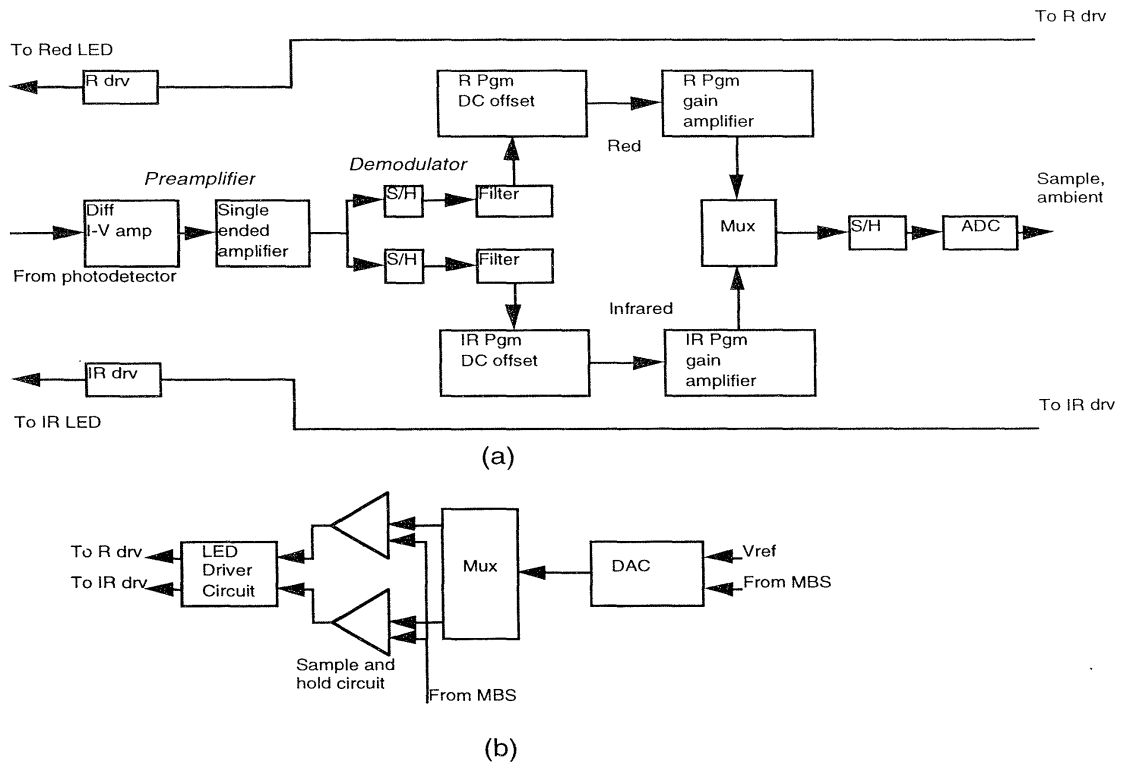 To R drv
To Red LED
R drv
R Pgm
DC offset
R Pgm
gain
amplifier
Red
Preamplifier
Demodulator
S/H
Filter
Diff
I-V amp
Single
ended
amplifier
Mux
S/H
ADC
Sample,
ambient
S/H
Filter
From photodetector
Infrared
IR Pgm
DC offset
IR Pgm
gain
amplifier
IR drv
To IR LED
To IR drv
(a)
To R drv
To IR drv
LED
Driver
Circuit
Mux
DAC
Vref
From MBS
Sample and
hold circuit
From MBS
(b)